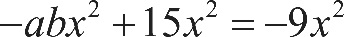 −abx² + 15x² = −9x²